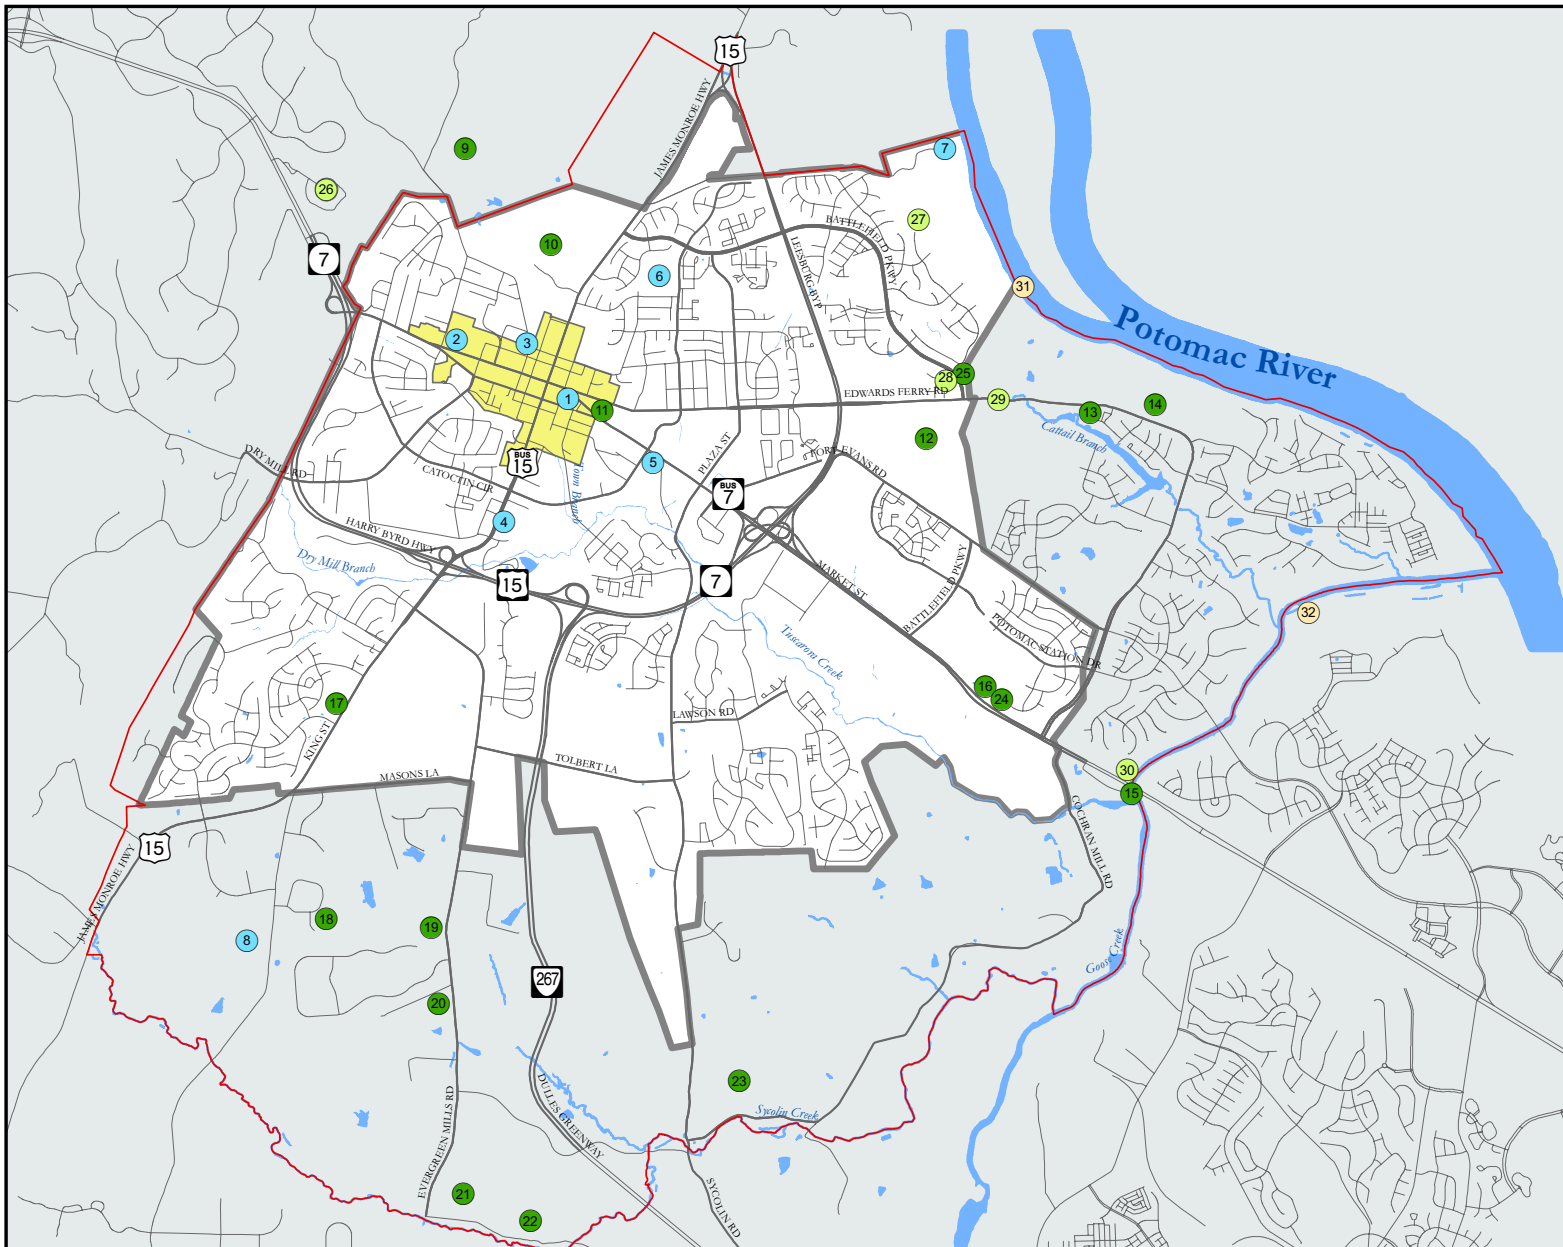 15
JAMES MONROE HWY
7
9
26
27
10
BATTLEFIELD PKWY
7
LEESBURG BYP
6
31
Potomac River
2
3
28
25
EDWARDS FERRY RD
29
1
11
14
13
12
Cattail Branch
DRY MILL RD
BUS
15
CATOCTIN CIR
Town Branch
5
PLAZA ST
FORT EVANS RD
BUS
7
4
HARRY BYRD HWY
Dry Mill Branch
15
7
MARKET ST
BATTLEFIELD PKWY
32
Tuscarora Creek
POTOMAC STATION DR
16
24
17
KING ST
LAWSON RD
MASONS LA
TOLBERT LA
30
15
COCHRAN MILL RD
15
JAMES MONROE HWY
18
19
8
Goose Creek
267
20
23
DULLES GREENWAY
Sycolin Creek
EVERGREEN MILLS RD
21
22
SYCOLIN RD